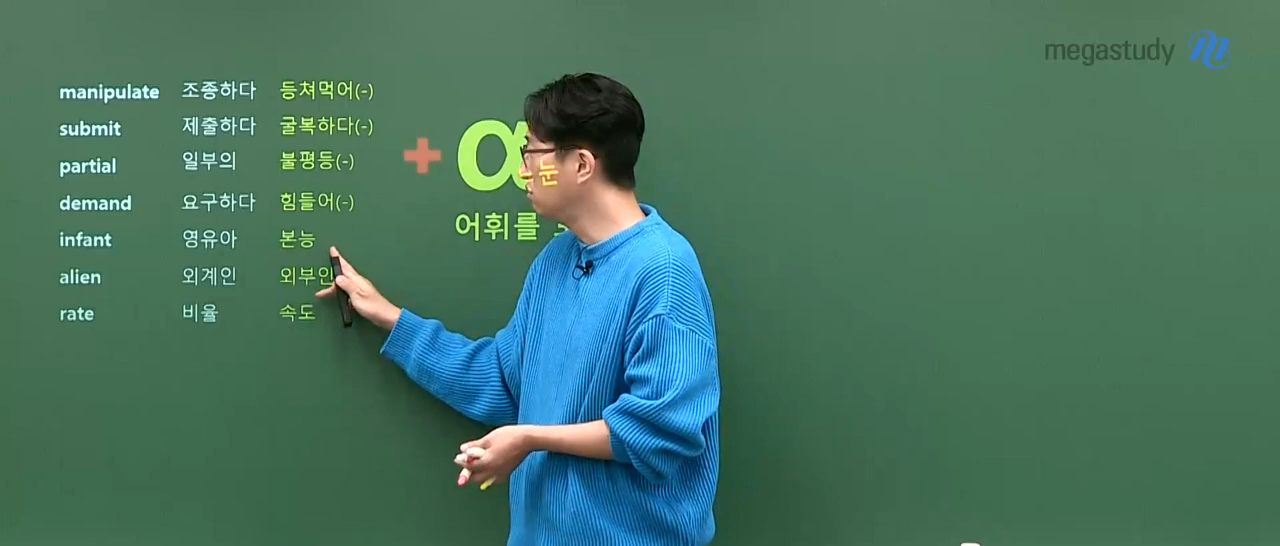 megastudy
manipulate 조종하다 등쳐먹어(-)
submit 제출하다 굴복하다(-)
partial 일부의 불평등(-)
demand 요구하다 힘들어(-)
infant 영유아 본능
alien 외계인 외부인
rate 비율 속도
+ α
눈
어휘를